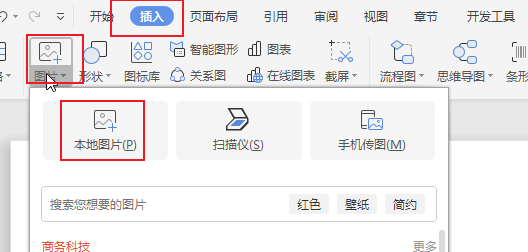 开始 插入 页面布局 引用 审阅 视图 章节 开发工具
智能图形 图表
图片 形状 图标库 关系图 在线图表 截屏 流程图 思维导图 条形
本地图片(P) 扫描仪(S) 手机传图(M)
搜索您想要的图片 红色 壁纸 简约
商务科技 更多